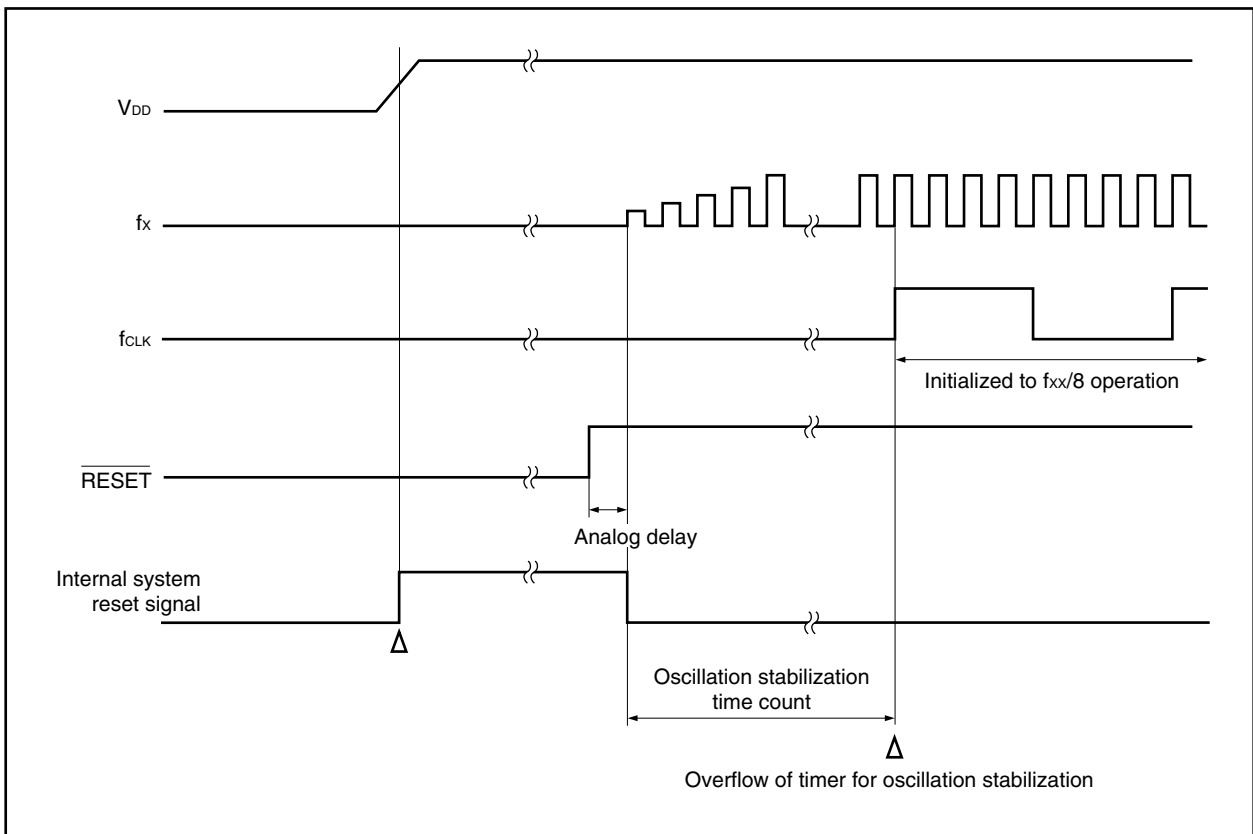 VDD
fX
fCLK
Initialized to fXX/8 operation
RESET
Analog delay
Internal system
reset signal
Oscillation stabilization
time count
Overflow of timer for oscillation stabilization